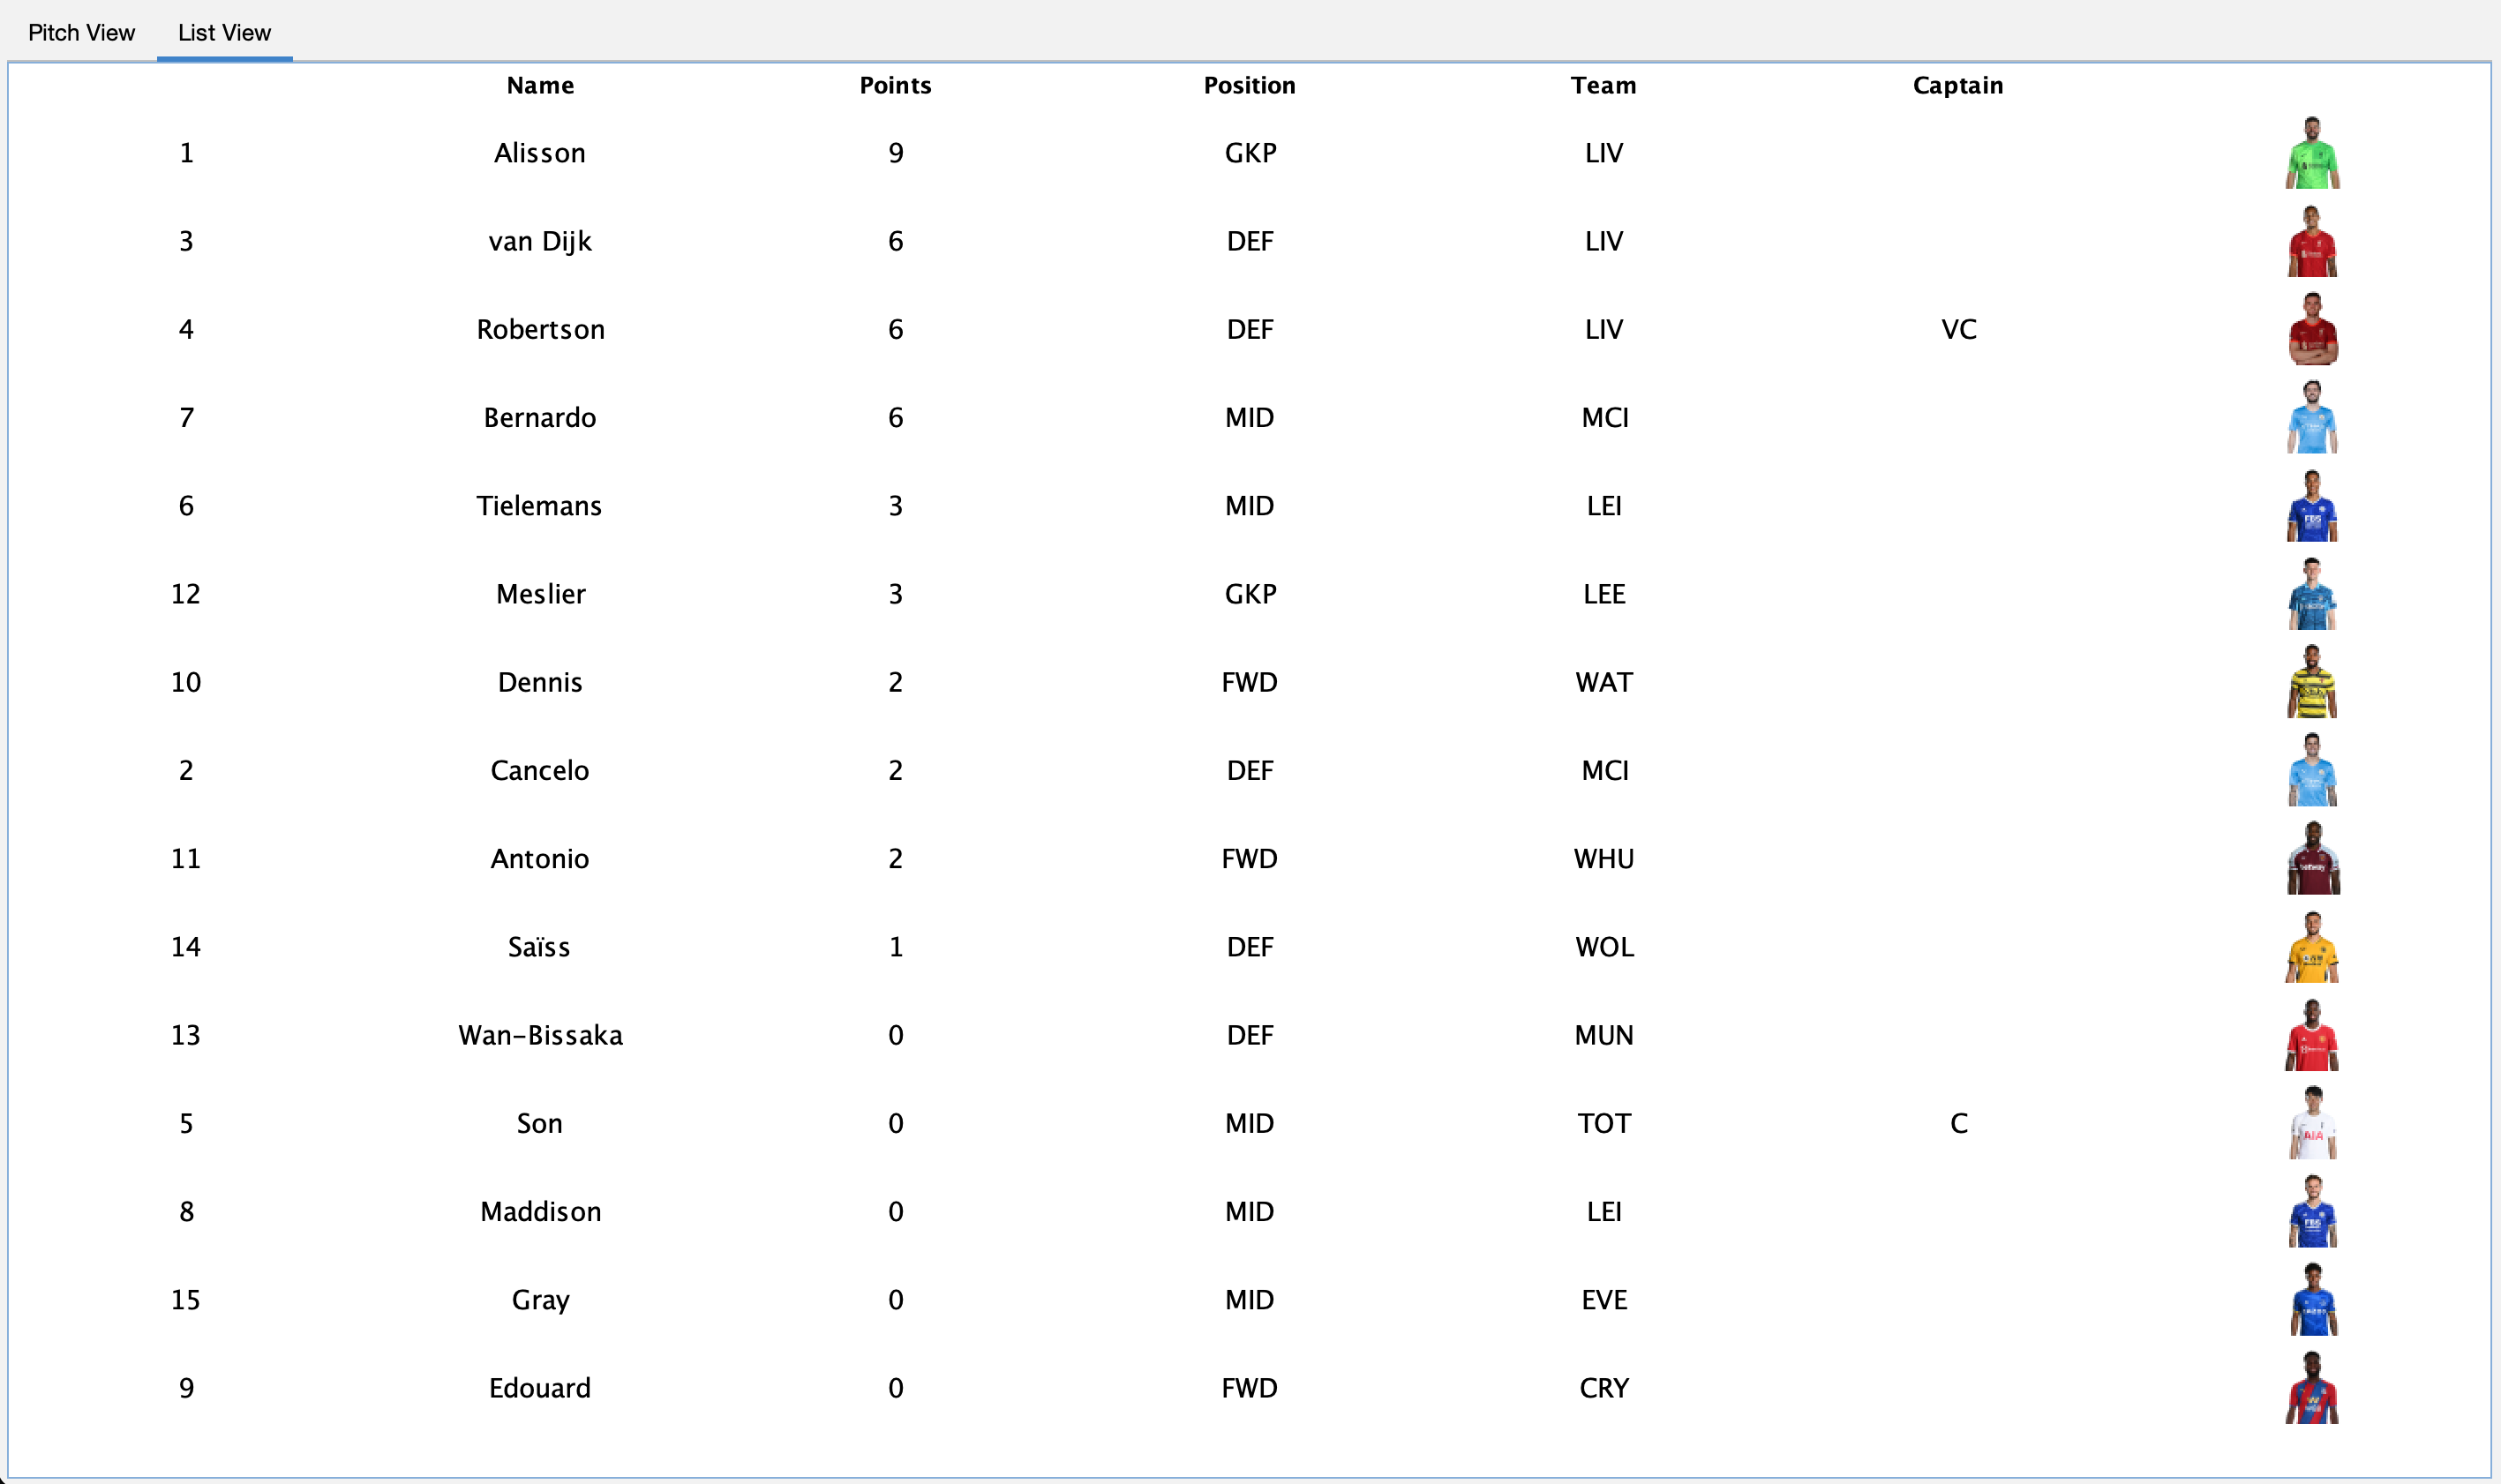 Pitch View List View
Name Points Position Team Captain
1 Alisson 9 GKP LIV
3 van Dijk 6 DEF LIV
4 Robertson 6 DEF LIV VC
7 Bernardo 6 MID MCI
6 Tielemans 3 MID LEI
12 Meslier 3 GKP LEE
10 Dennis 2 FWD WAT
2 Cancelo 2 DEF MCI
11 Antonio 2 FWD WHU
14 Saïss 1 DEF WOL
13 Wan-Bissaka 0 DEF MUN
5 Son 0 MID TOT C
8 Maddison 0 MID LEI
15 Gray 0 MID EVE
9 Edouard 0 FWD CRY